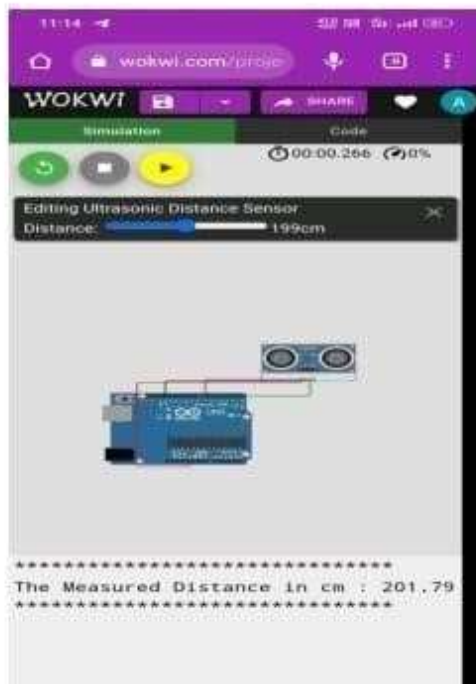 11:14
wokwi.com/proje
WOKWI SHARE A
Simulation Code
00:00.266 0%
Editing Ultrasonic Distance Sensor
Distance: 199cm
*******************************
The Measured Distance in cm : 201.79
*******************************